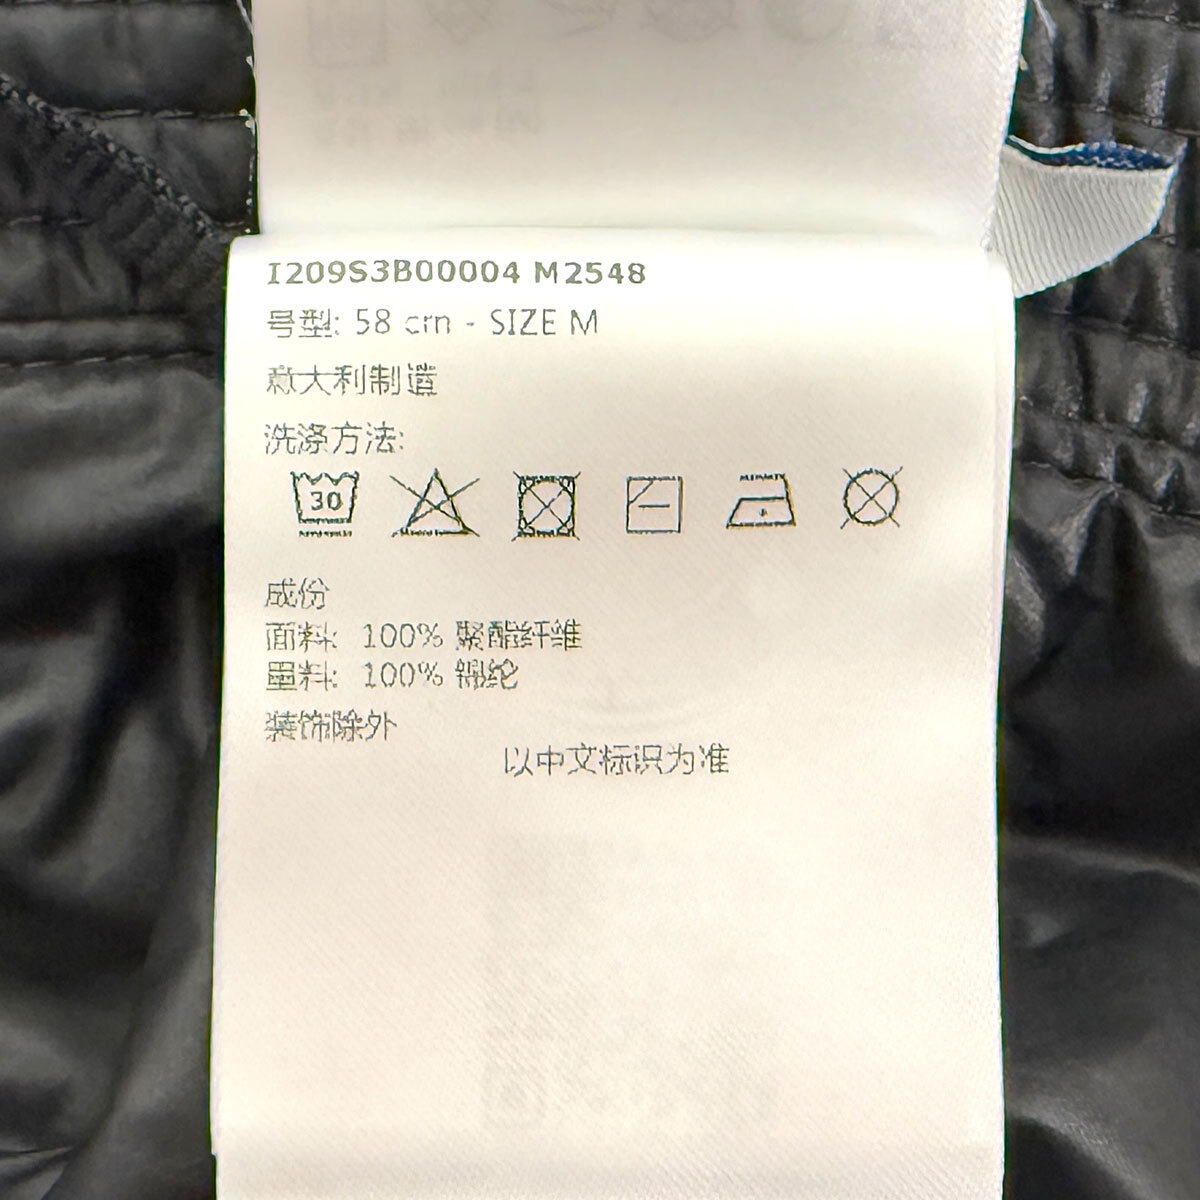 I209S3B00004 M2548
号型: 58 cm - SIZE M
意大利制造
洗涤方法:
30
成份
面料: 100% 聚酯纤维
里料: 100% 锦纶
装饰除外
以中文标识为准